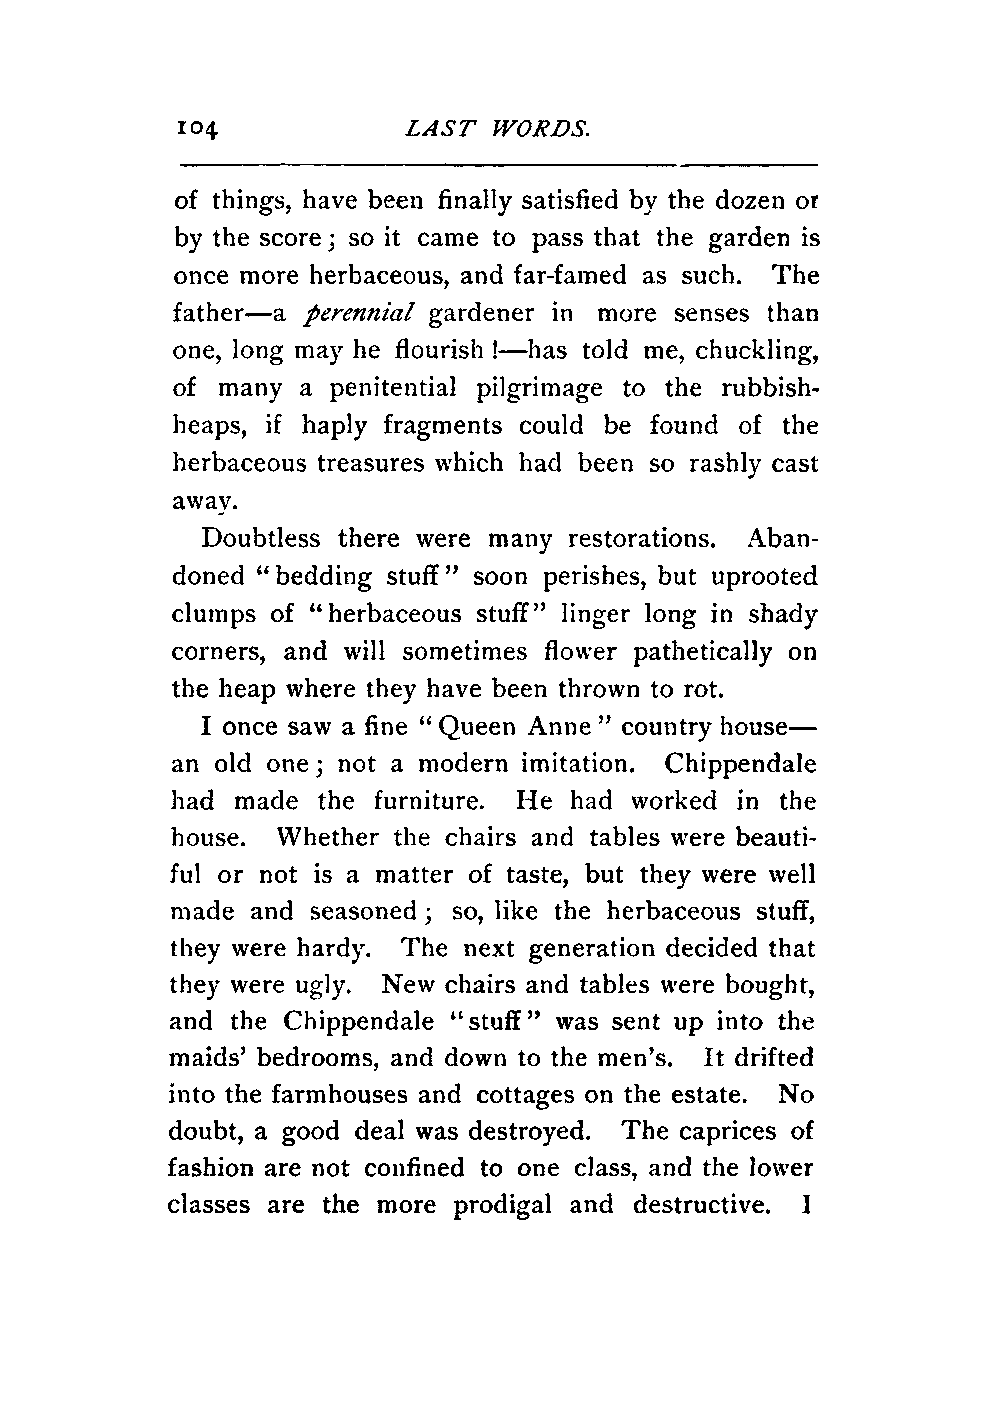 104 LAST WORDS.
of things, have been finally satisfied by the dozen or
by the score; so it came to pass that the garden is
once more herbaceous, and far-famed as such. The
father—a perennial gardener in more senses than
one, long may he flourish!—has told me, chuckling,
of many a penitential pilgrimage to the rubbish-
heaps, if haply fragments could be found of the
herbaceous treasures which had been so rashly cast
away.
Doubtless there were many restorations. Aban-
doned “bedding stuff” soon perishes, but uprooted
clumps of “herbaceous stuff” linger long in shady
corners, and will sometimes flower pathetically on
the heap where they have been thrown to rot.
I once saw a fine “Queen Anne” country house—
an old one; not a modern imitation. Chippendale
had made the furniture. He had worked in the
house. Whether the chairs and tables were beauti-
ful or not is a matter of taste, but they were well
made and seasoned; so, like the herbaceous stuff,
they were hardy. The next generation decided that
they were ugly. New chairs and tables were bought,
and the Chippendale “stuff” was sent up into the
maids’ bedrooms, and down to the men’s. It drifted
into the farmhouses and cottages on the estate. No
doubt, a good deal was destroyed. The caprices of
fashion are not confined to one class, and the lower
classes are the more prodigal and destructive. I